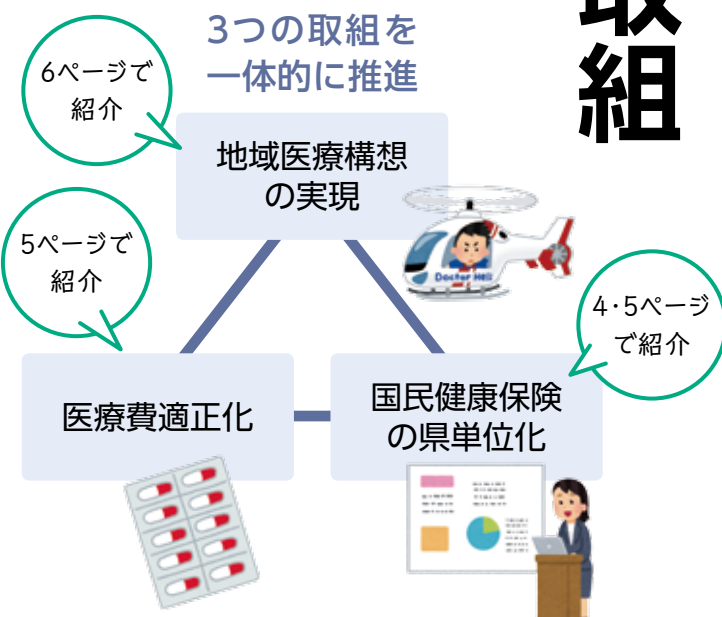 取組
3つの取組を
一体的に推進
6ページで
紹介
地域医療構想
の実現
Doctor Heli
5ページで
紹介
4・5ページ
で紹介
医療費適正化
国民健康保険
の県単位化